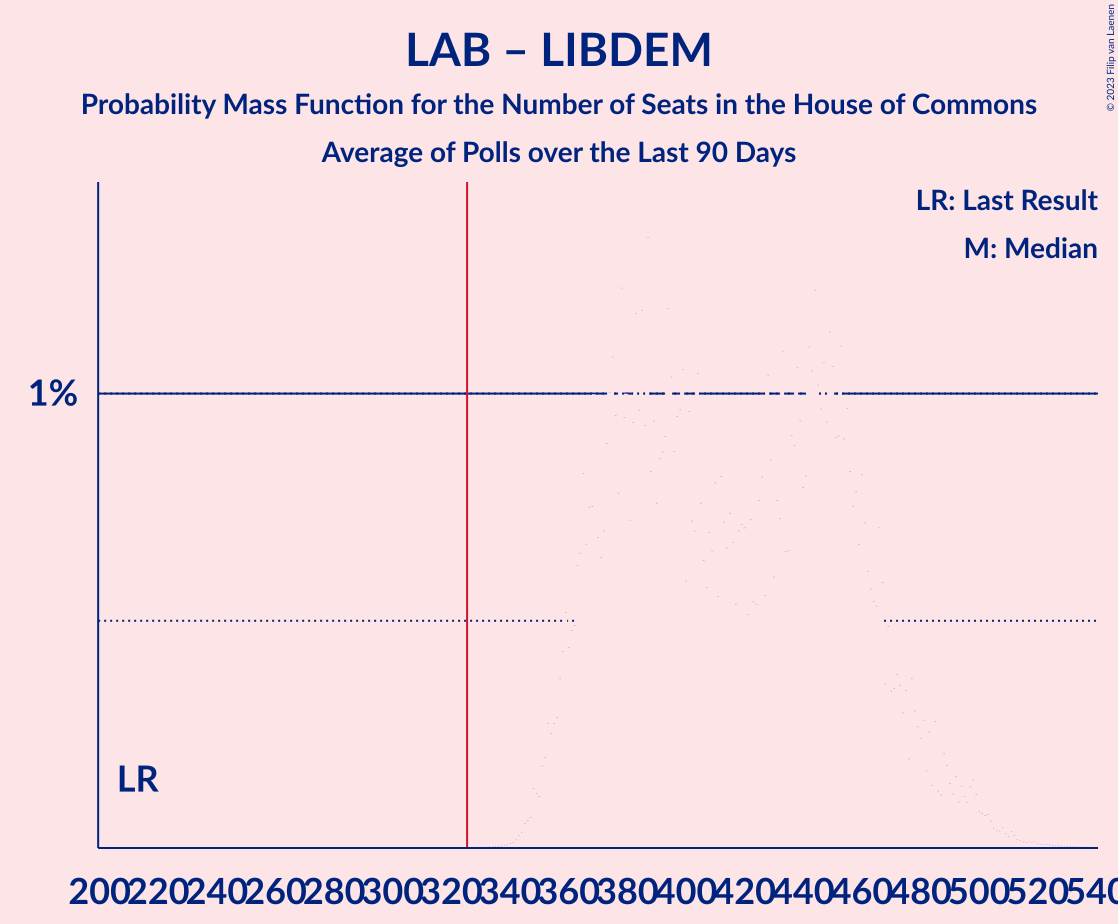 LAB – LIBDEM
Probability Mass Function for the Number of Seats in the House of Commons
Average of Polls over the Last 90 Days
© 2023 Filip van Laenen
LR: Last Result
M: Median
1%
LR
200 220 240 260 280 300 320 340 360 380 400 420 440 460 480 500 520 540